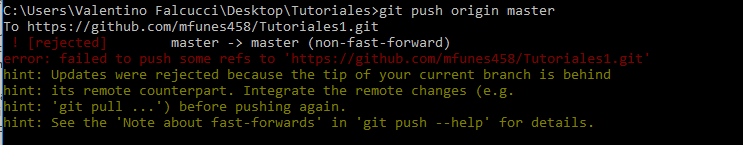 C:\Users\Valentino Falcucci\Desktop\Tutoriales>git push origin master
To https://github.com/mfunes458/Tutoriales1.git
 ! [rejected]        master -> master (non-fast-forward)
error: failed to push some refs to 'https://github.com/mfunes458/Tutoriales1.git'
hint: Updates were rejected because the tip of your current branch is behind
hint: its remote counterpart. Integrate the remote changes (e.g.
hint: 'git pull ...') before pushing again.
hint: See the 'Note about fast-forwards' in 'git push --help' for details.